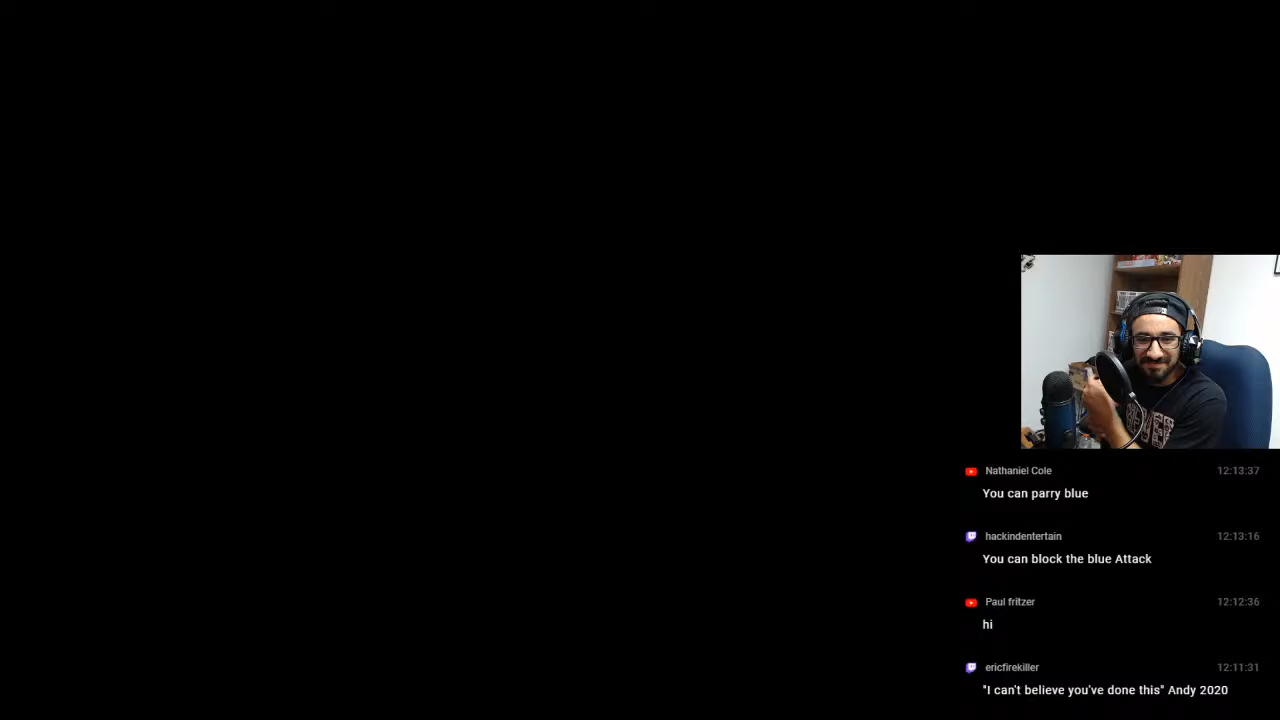 Nathaniel Cole 12:13:37
You can parry blue
hackindentertain 12:13:16
You can block the blue Attack
Paul fritzer 12:12:36
hi
ericfirekiller 12:11:31
"I can't believe you've done this" Andy 2020